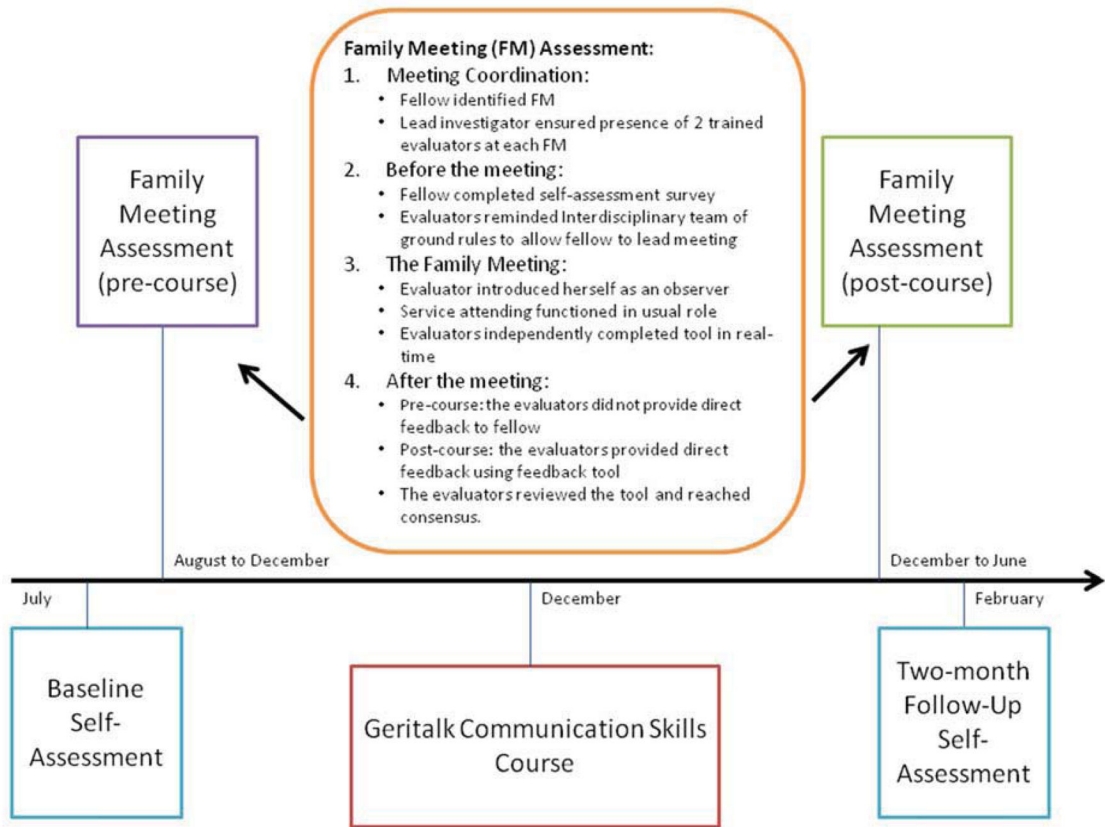 Family Meeting (FM) Assessment:
1. Meeting Coordination:
• Fellow identified FM
• Lead investigator ensured presence of 2 trained
evaluators at each FM
2. Before the meeting:
• Fellow completed self-assessment survey
• Evaluators reminded Interdisciplinary team of
ground rules to allow fellow to lead meeting
3. The Family Meeting:
• Evaluator introduced herself as an observer
• Service attending functioned in usual role
• Evaluators independently completed tool in real-
time
4. After the meeting:
• Pre-course: the evaluators did not provide direct
feedback to fellow
• Post-course: the evaluators provided direct
feedback using feedback tool
• The evaluators reviewed the tool and reached
consensus.
Family
Meeting
Assessment
(pre-course)
Family
Meeting
Assessment
(post-course)
August to December
December to June
July
December
February
Baseline
Self-
Assessment
Geritalk Communication Skills
Course
Two-month
Follow-Up
Self-
Assessment